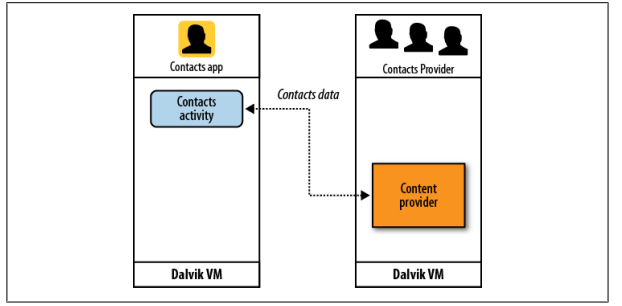 Contacts app
Contacts Provider
Contacts data
Contacts
activity
Content
provider
Dalvik VM
Dalvik VM